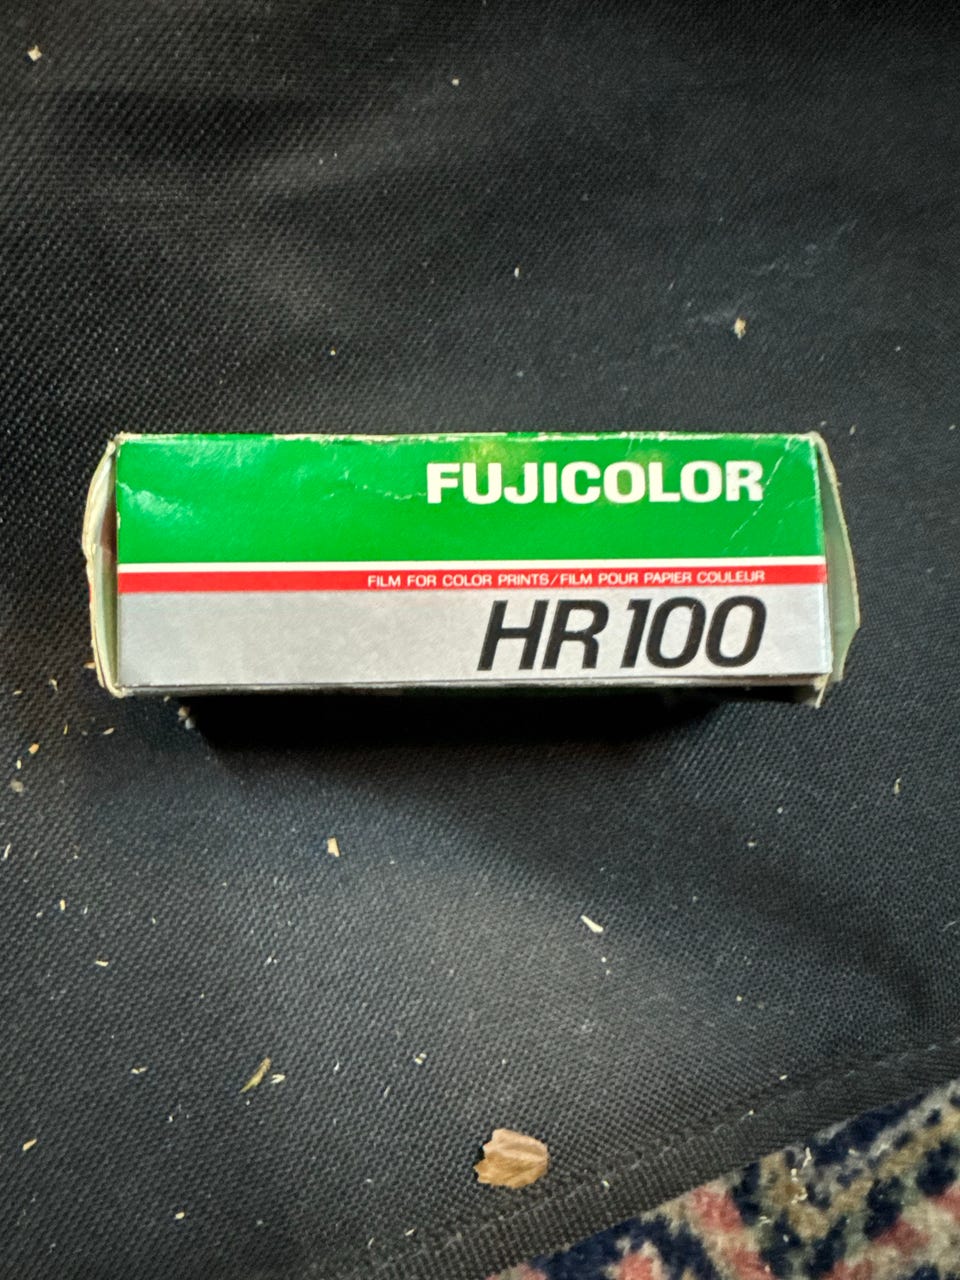 FUJICOLOR
FILM FOR COLOR PRINTS/FILM POUR PAPIER COULEUR
HR100